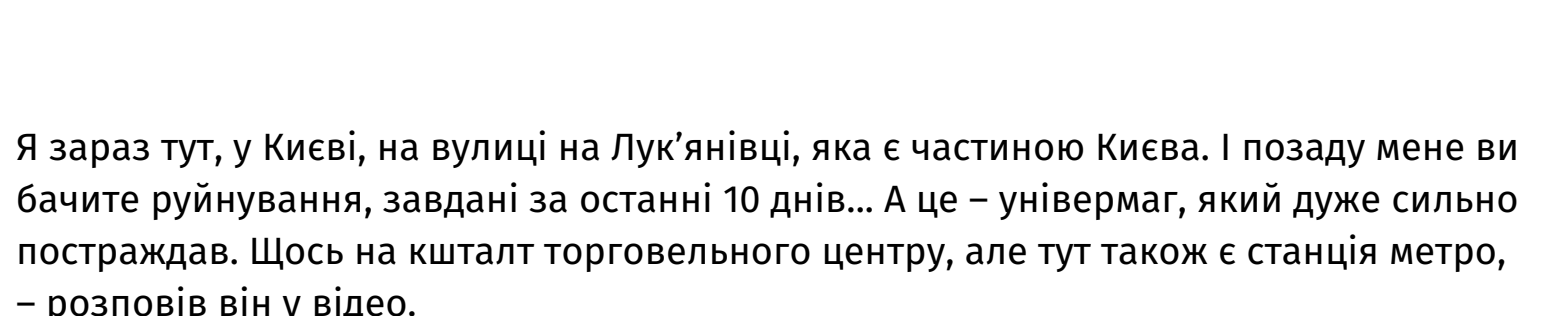 Я зараз тут, у Києві, на вулиці на Лук’янівці, яка є частиною Києва. І позаду мене ви
бачите руйнування, завдані за останні 10 днів... А це – універмаг, який дуже сильно
постраждав. Щось на кшталт торговельного центру, але тут також є станція метро,
– розповів він у відео.